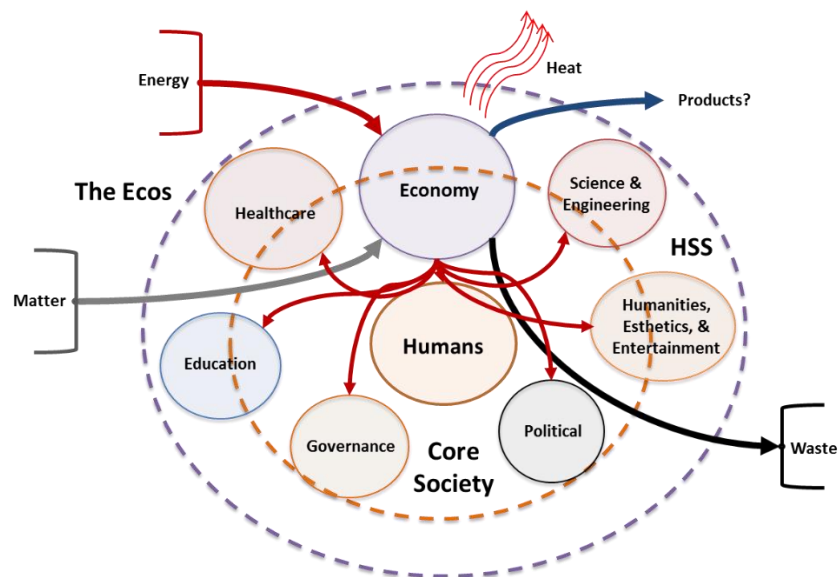 Heat
Energy
Products?
The Ecos
Economy
Science &
Engineering
Healthcare
HSS
Matter
Humanities,
Esthetics, &
Entertainment
Humans
Education
Political
Governance
Core
Society
Waste